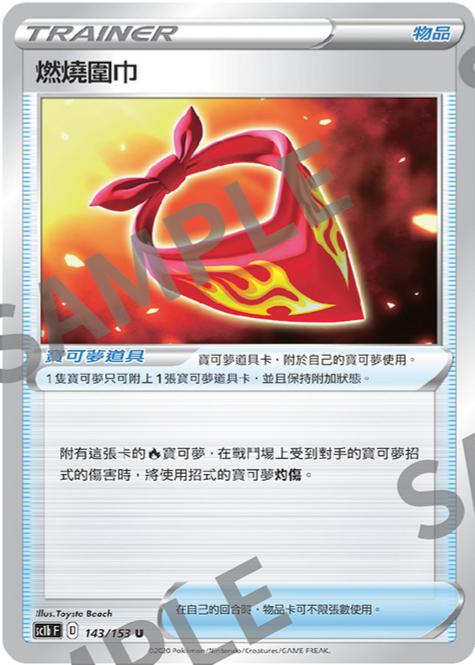 TRAINER
物品
燃燒圍巾
寶可夢道具
寶可夢道具卡，附於自己的寶可夢使用。
1隻寶可夢只可附上1張寶可夢道具卡，並且保持附加狀態。
附有這張卡的🔥寶可夢，在戰鬥場上受到對手的寶可夢招
式的傷害時，將使用招式的寶可夢灼傷。
Illus.Toyste Beach
sc1b F D 143/153 U
在自己的回合時，物品卡可不限張數使用。
©2020 Pokémon/Nintendo/Creatures/GAME FREAK.
SAMPLE
SA
SA